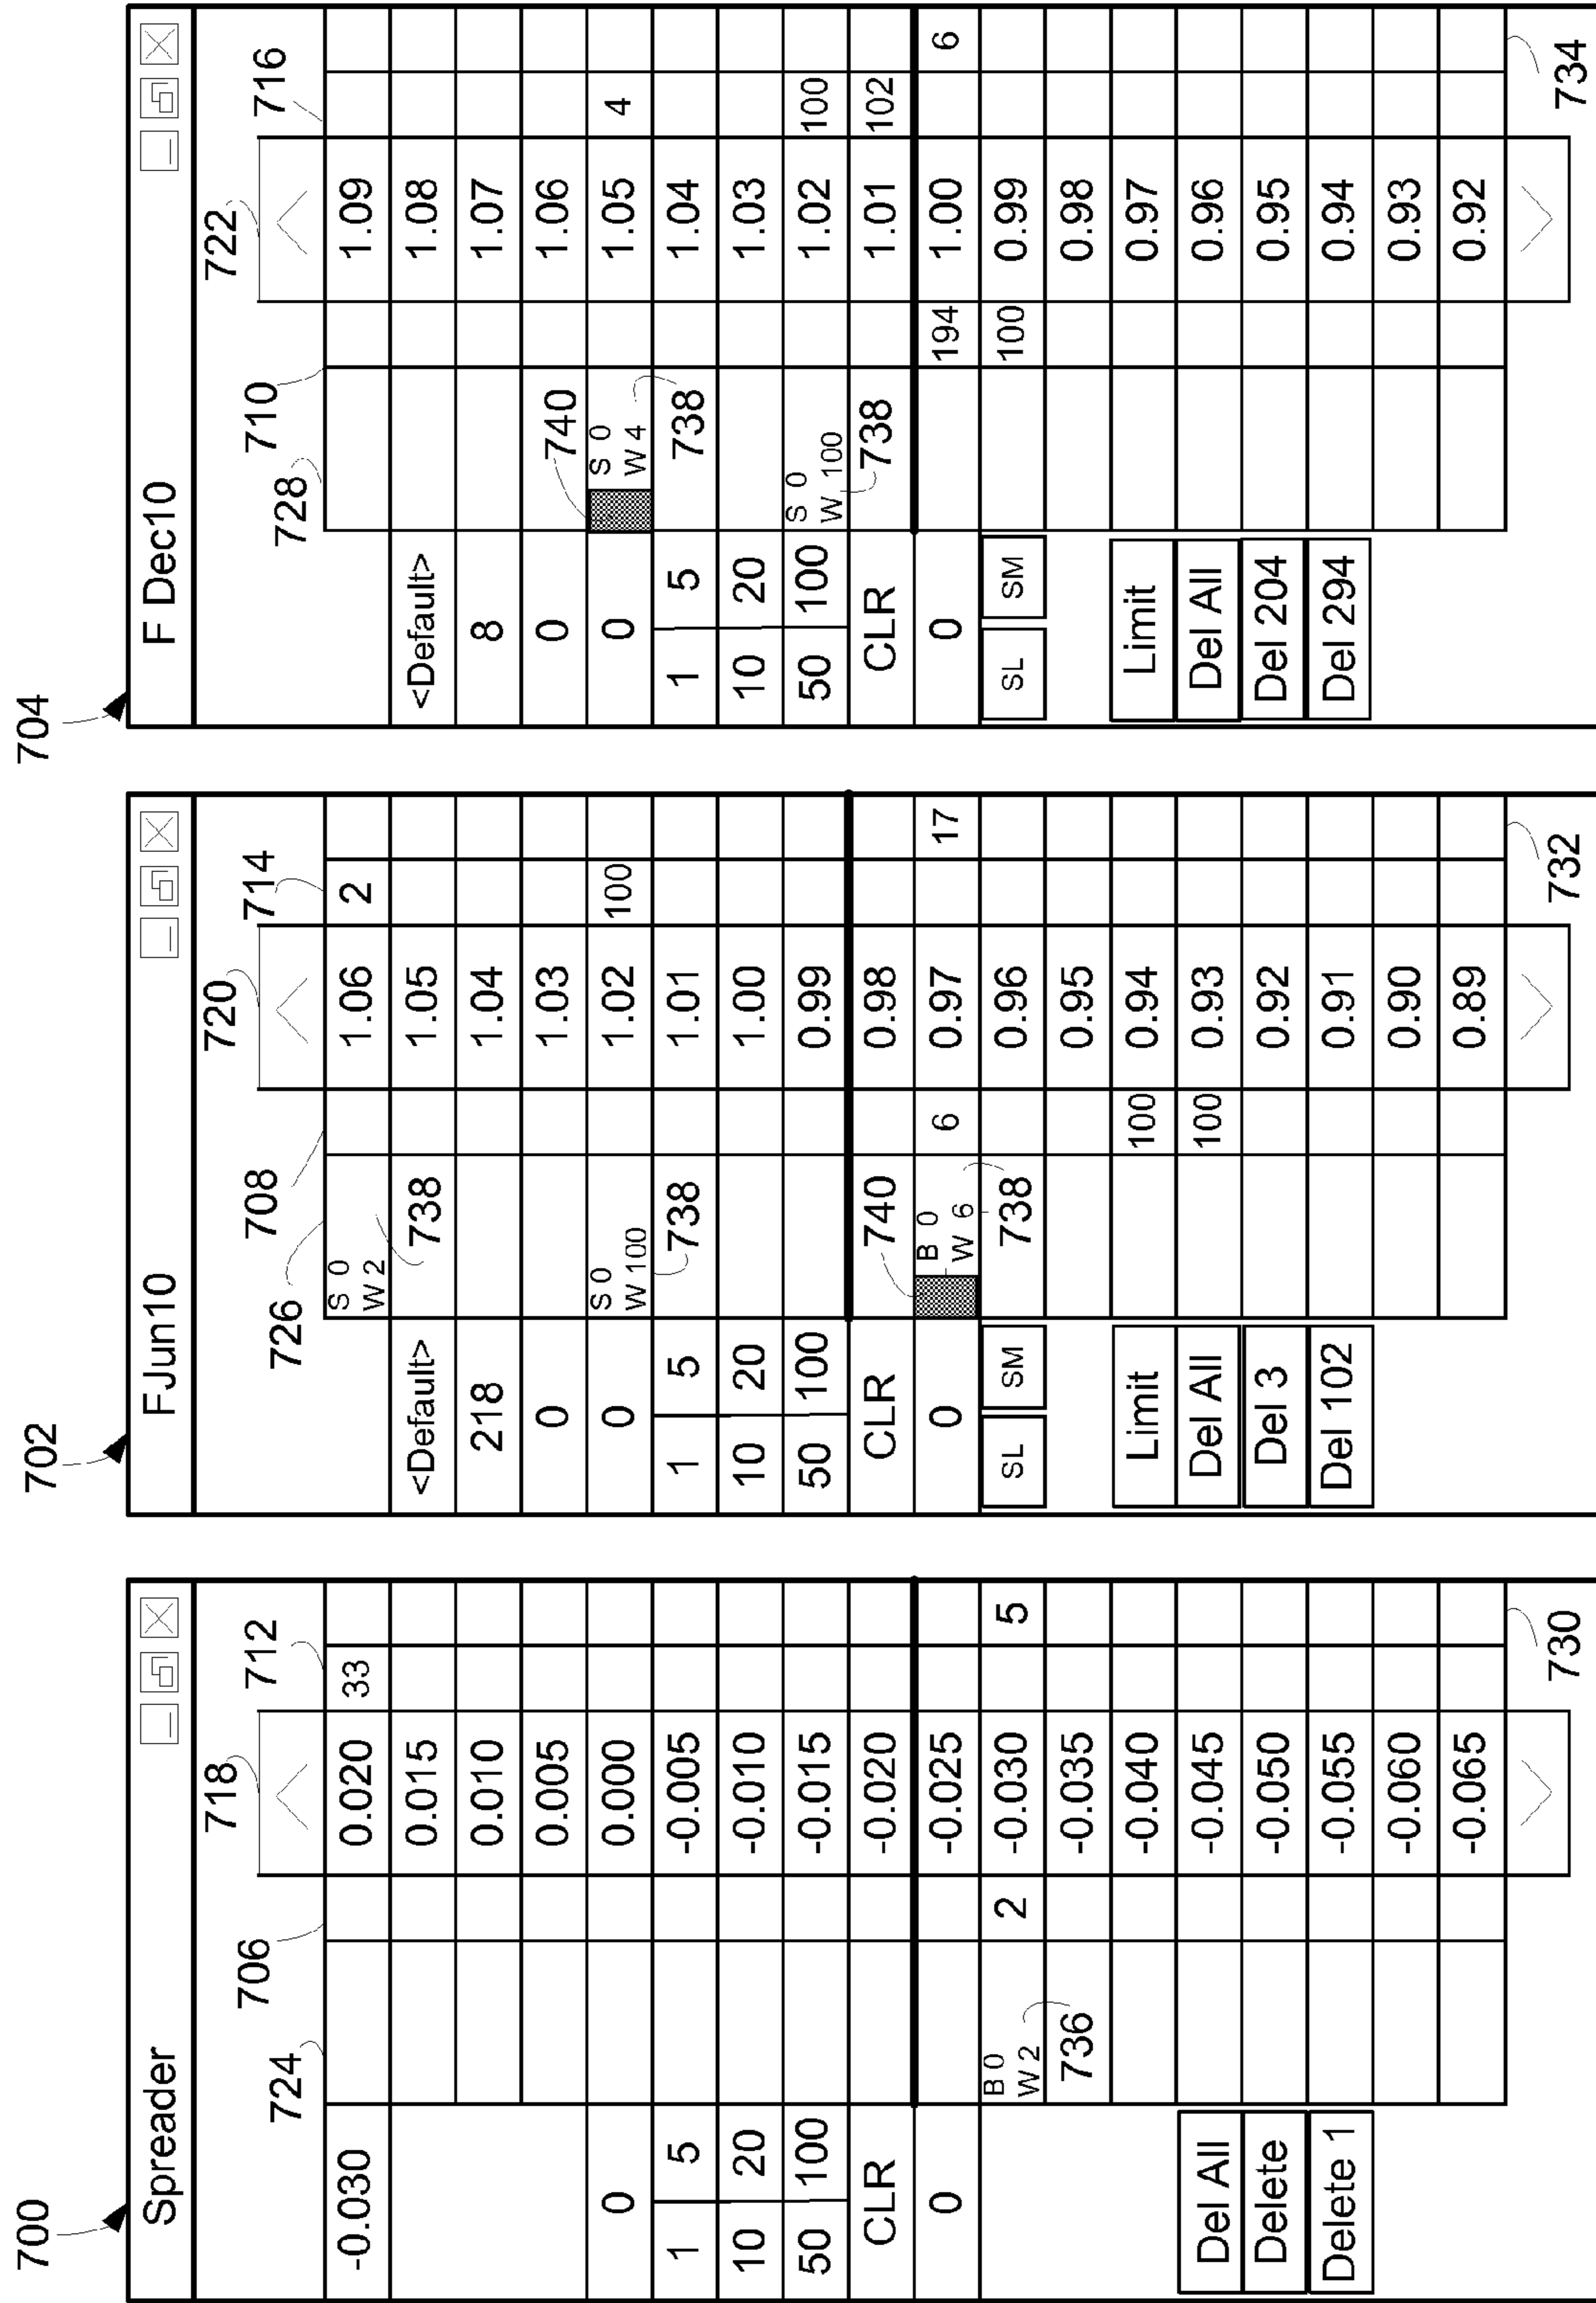 700
Spreader
718
712
706
724
-0.030 0.020 33
0.015
0.010
0.005
0 0.000
1 5 -0.005
10 20 -0.010
50 100 -0.015
CLR -0.020
0 -0.025
B 0
W 2 2 -0.030 5
736 -0.035
-0.040
Del All -0.045
Delete -0.050
Delete 1 -0.055
-0.060
-0.065
730
702
FJun10
720
714
708
726
S 0
W 2 1.06 2
<Default> 738 1.05
218 1.04
0 1.03
S 0
0 W 100 1.02 100
1 5 738 1.01
10 20 1.00
50 100 0.99
CLR 740 0.98
B 0
0 W 6 6 0.97 17
SL SM 738 0.96
0.95
Limit 100 0.94
Del All 100 0.93
Del 3 0.92
Del 102 0.91
0.90
0.89
732
704
F Dec10
722
716
710
728
1.09
<Default> 1.08
8 1.07
0 740 1.06
S 0
0 W 4 1.05 4
1 5 738 1.04
10 20 1.03
S 0
50 100 W 100 1.02 100
CLR 738 1.01 102
0 194 1.00 6
SL SM 100 0.99
0.98
Limit 0.97
Del All 0.96
Del 204 0.95
Del 294 0.94
0.93
0.92
734